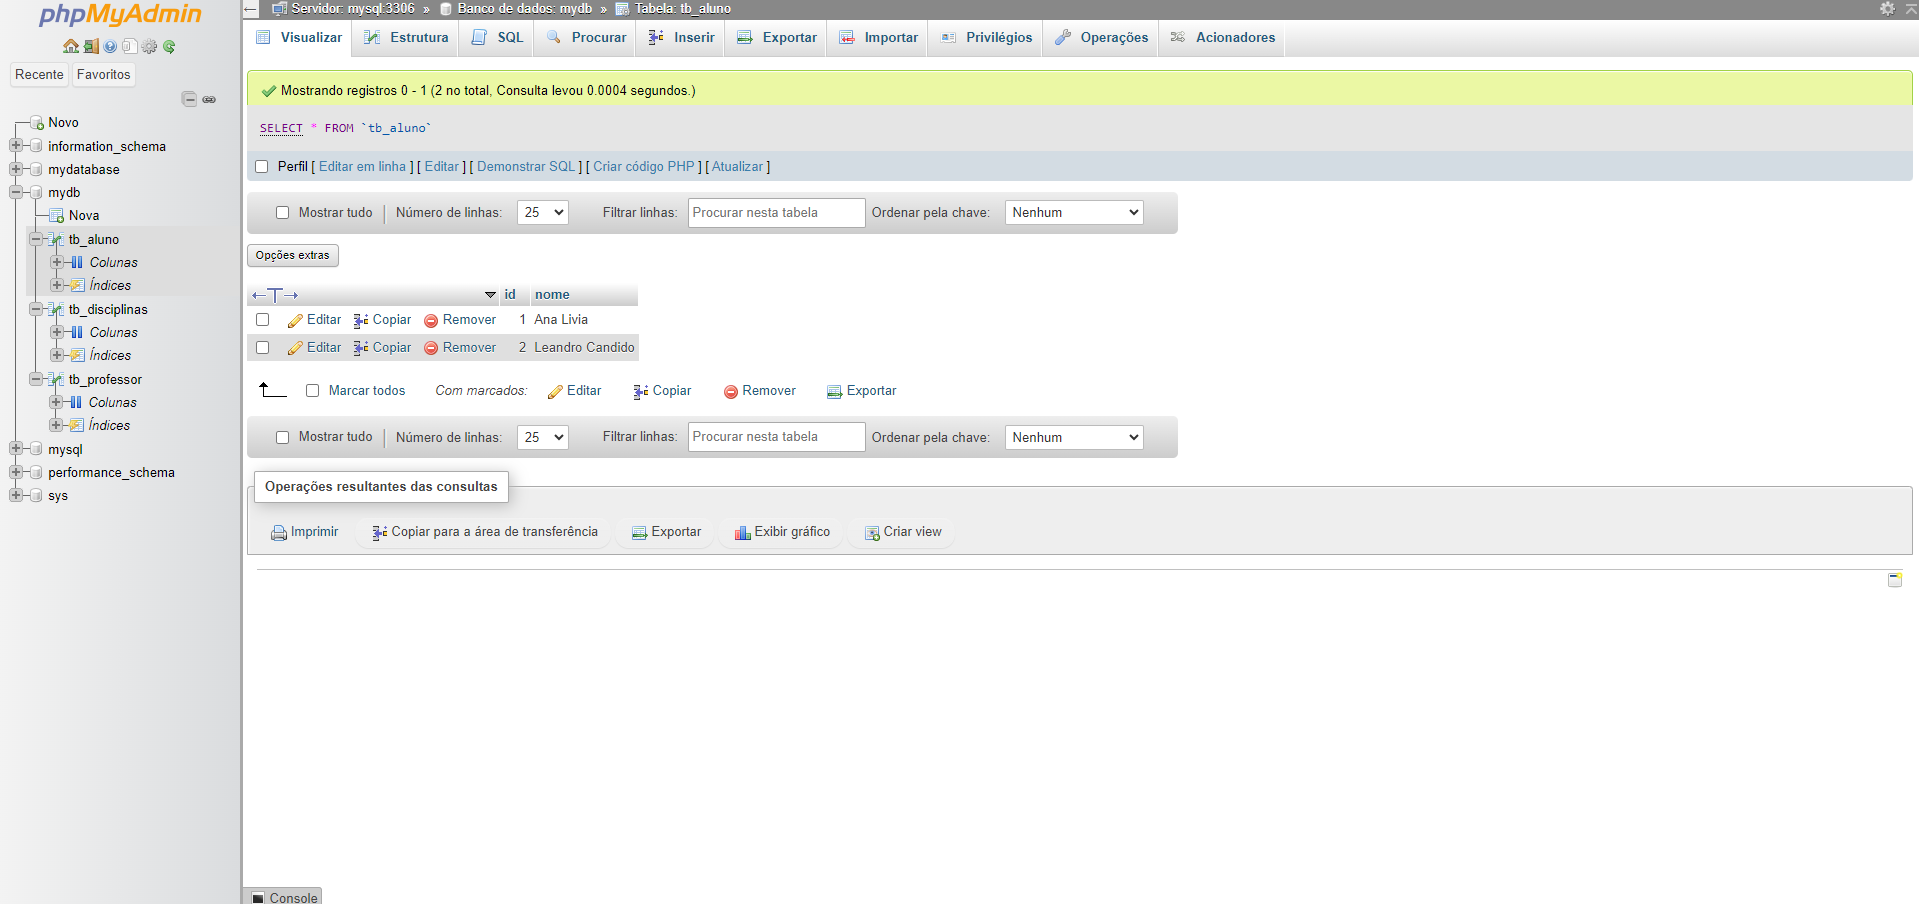 phpMyAdmin
Recente Favoritos
Novo
information_schema
mydatabase
mydb
Nova
tb_aluno
Colunas
Índices
tb_disciplinas
Colunas
Índices
tb_professor
Colunas
Índices
mysql
performance_schema
sys
Servidor: mysql:3306 » Banco de dados: mydb » Tabela: tb_aluno
Visualizar Estrutura SQL Procurar Inserir Exportar Importar Privilégios Operações Acionadores
Mostrando registros 0 - 1 (2 no total, Consulta levou 0.0004 segundos.)
SELECT * FROM `tb_aluno`
Perfil [ Editar em linha ] [ Editar ] [ Demonstrar SQL ] [ Criar código PHP ] [ Atualizar ]
Mostrar tudo Número de linhas: 25 Filtrar linhas: Procurar nesta tabela Ordenar pela chave: Nenhum
Opções extras
←T→ id nome
Editar Copiar Remover 1 Ana Livia
Editar Copiar Remover 2 Leandro Candido
Marcar todos Com marcados: Editar Copiar Remover Exportar
Mostrar tudo Número de linhas: 25 Filtrar linhas: Procurar nesta tabela Ordenar pela chave: Nenhum
Operações resultantes das consultas
Imprimir Copiar para a área de transferência Exportar Exibir gráfico Criar view
Console